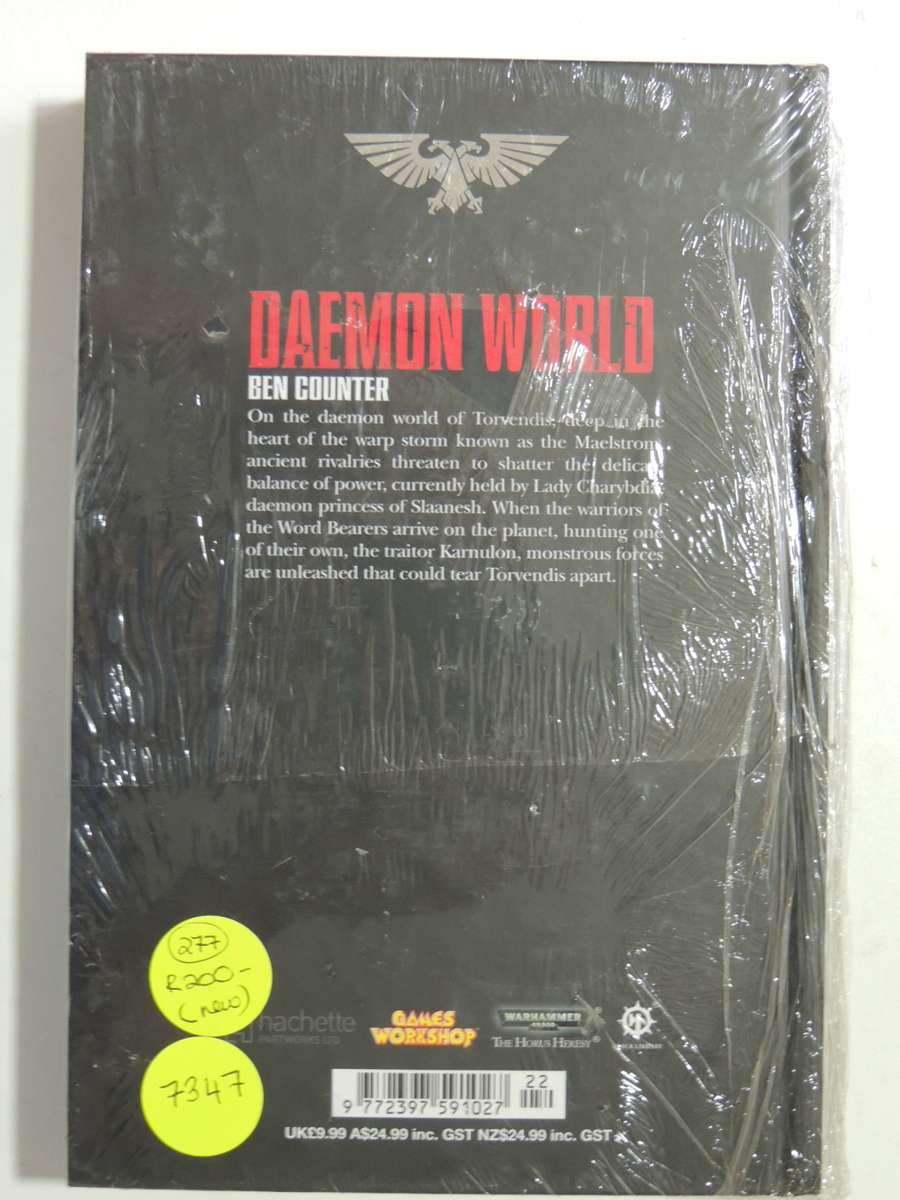 DAEMON WORLD
BEN COUNTER
On the daemon world of Torvendis, deep in the
heart of the warp storm known as the Maelstrom
ancient rivalries threaten to shatter the delica
balance of power, currently held by Lady Charybdia
daemon princess of Slaanesh. When the warriors of
the Word Bearers arrive on the planet, hunting one
of their own, the traitor Karnulon, monstrous forces
are unleashed that could tear Torvendis apart.
277
R200-
(new)
hachette
PARTWORKS LTD
GAMES
WORKSHOP
WARHAMMER
40,000
THE HORUS HERESY®
7347
22
9 772397 591027
UK£9.99 A$24.99 inc. GST NZ$24.99 inc. GST